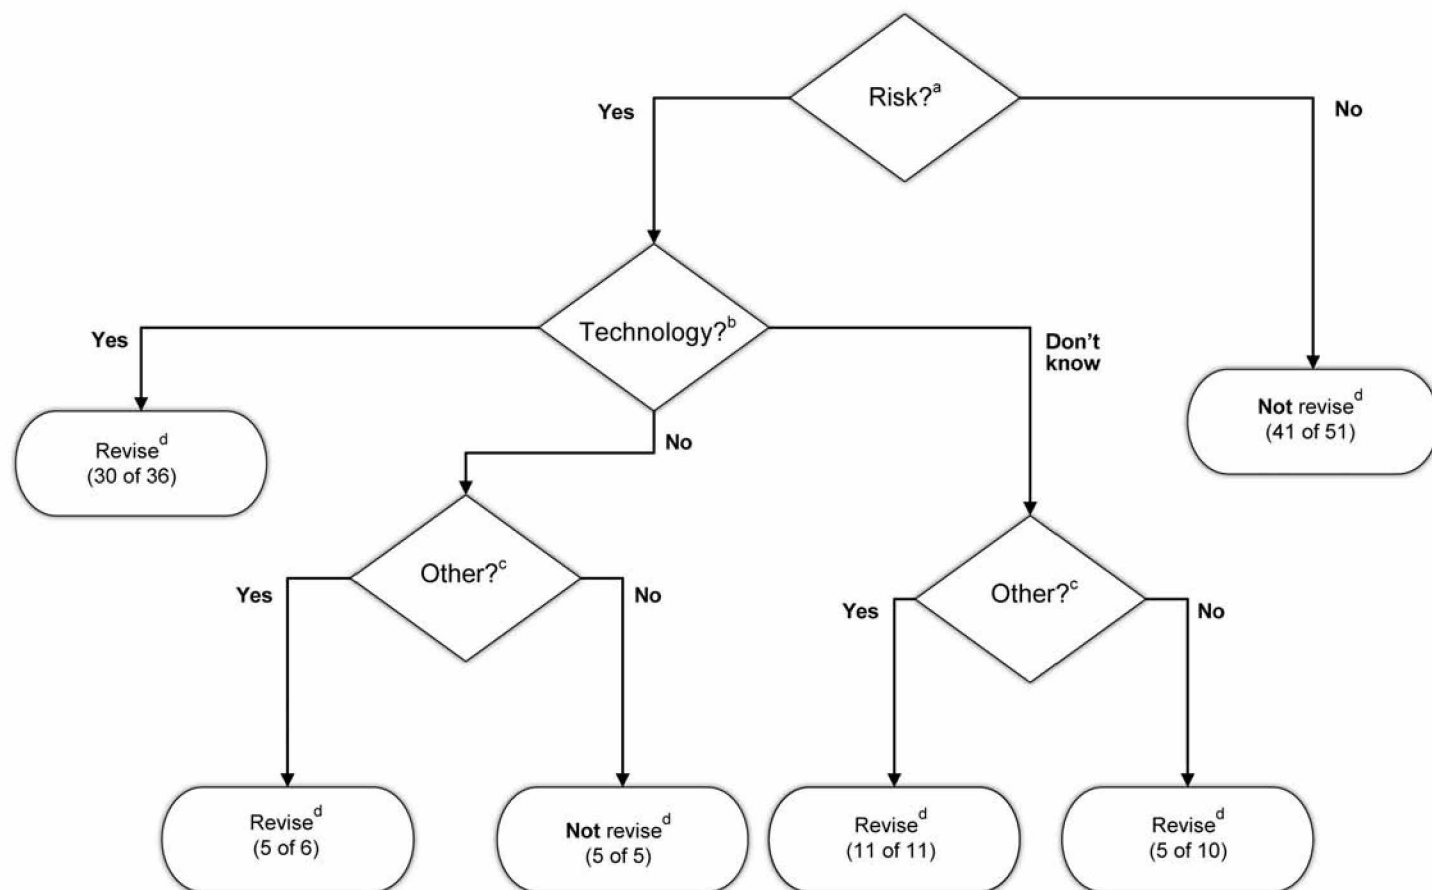 Risk?a
Yes
No
Technology?b
Yes
Don't
know
No
Not revised
(41 of 51)
Revised
(30 of 36)
Other?c
Yes
No
Other?c
Yes
No
Revised
(5 of 6)
Not revised
(5 of 5)
Revised
(11 of 11)
Revised
(5 of 10)